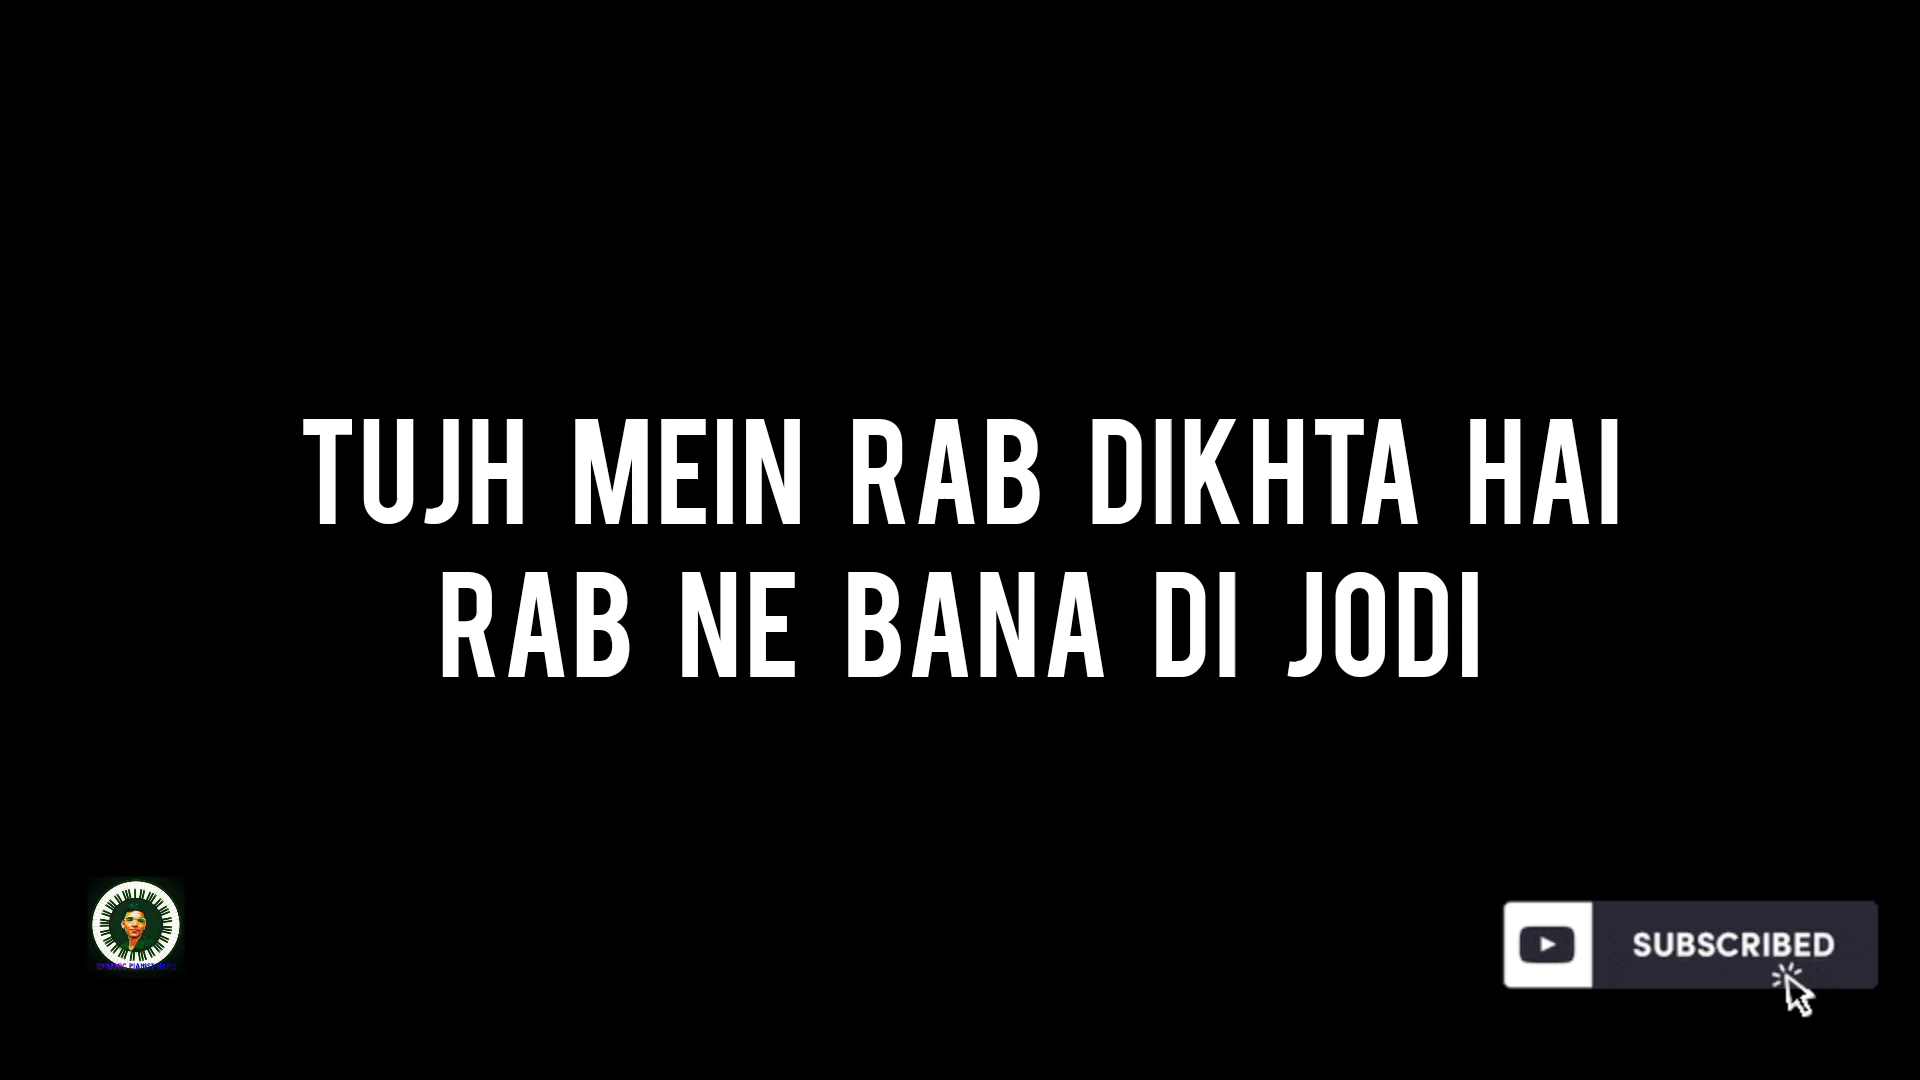 TUJH MEIN RAB DIKHTA HAI
RAB NE BANA DI JODI
SUBSCRIBED